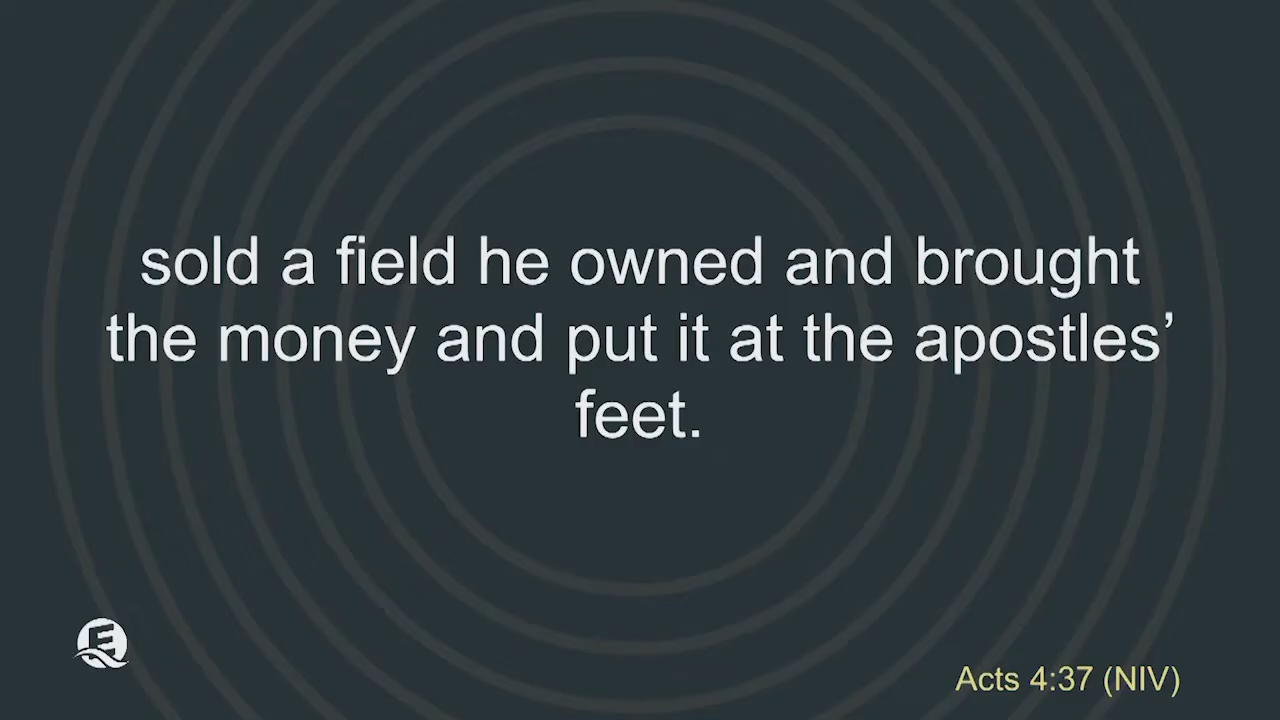 sold a field he owned and brought
the money and put it at the apostles’
feet.
Acts 4:37 (NIV)